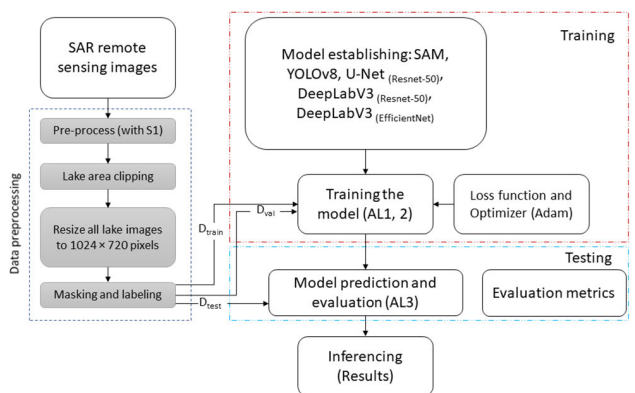 SAR remote
sensing images
Data preprocessing
Pre-process (with S1)
Lake area clipping
Resize all lake images
to 1024 × 720 pixels
Masking and labeling
Dtrain
Dval
Dtest
Training
Model establishing: SAM,
YOLOv8, U-Net (Resnet-50),
DeepLabV3 (Resnet-50),
DeepLabV3
(EfficientNet)
Training the
model (AL1, 2)
Loss function and
Optimizer (Adam)
Testing
Model prediction and
evaluation (AL3)
Evaluation metrics
Inferencing
(Results)